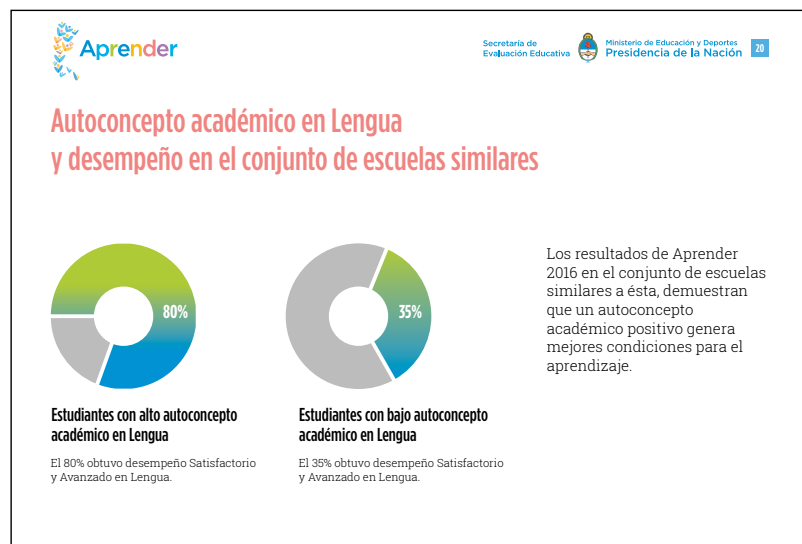 Aprender
Secretaría de
Evaluación Educativa
Ministerio de Educación y Deportes
Presidencia de la Nación
20
Autoconcepto académico en Lengua
y desempeño en el conjunto de escuelas similares
80%
35%
Estudiantes con alto autoconcepto
académico en Lengua
El 80% obtuvo desempeño Satisfactorio
y Avanzado en Lengua.
Estudiantes con bajo autoconcepto
académico en Lengua
El 35% obtuvo desempeño Satisfactorio
y Avanzado en Lengua.
Los resultados de Aprender
2016 en el conjunto de escuelas
similares a ésta, demuestran
que un autoconcepto
académico positivo genera
mejores condiciones para el
aprendizaje.